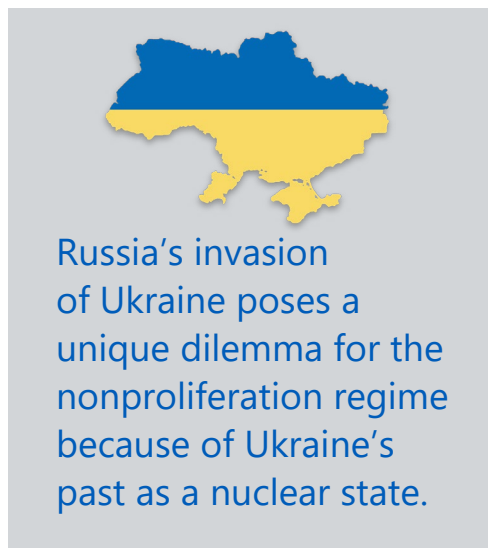 Russia’s invasion
of Ukraine poses a
unique dilemma for the
nonproliferation regime
because of Ukraine’s
past as a nuclear state.